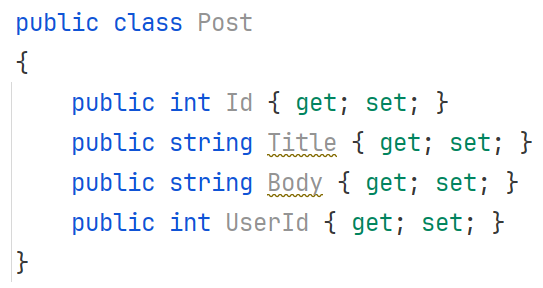 public class Post
{
    public int Id { get; set; }
    public string Title { get; set; }
    public string Body { get; set; }
    public int UserId { get; set; }
}